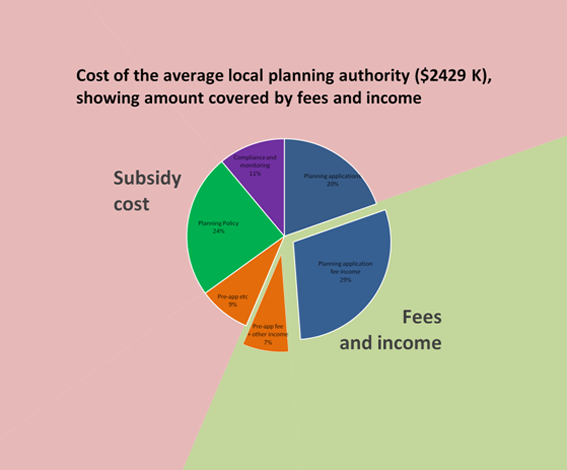 Cost of the average local planning authority ($2429 K),
showing amount covered by fees and income
Subsidy
cost
Compliance and
monitoring
11%
Planning applications
20%
Planning Policy
24%
Planning application
fee income
29%
Pre-app etc
9%
Pre-app fee
+ other income
7%
Fees
and income